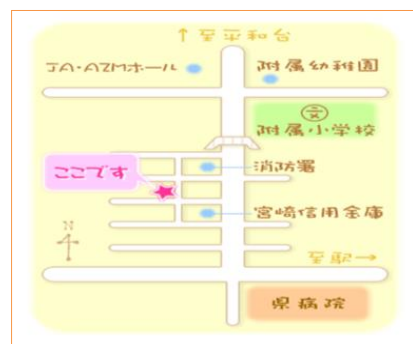 ↑至平和台
JA・AZMホール
附属幼稚園
文
附属小学校
消防署
ここです
宮崎信用金庫
N
至駅→
県病院